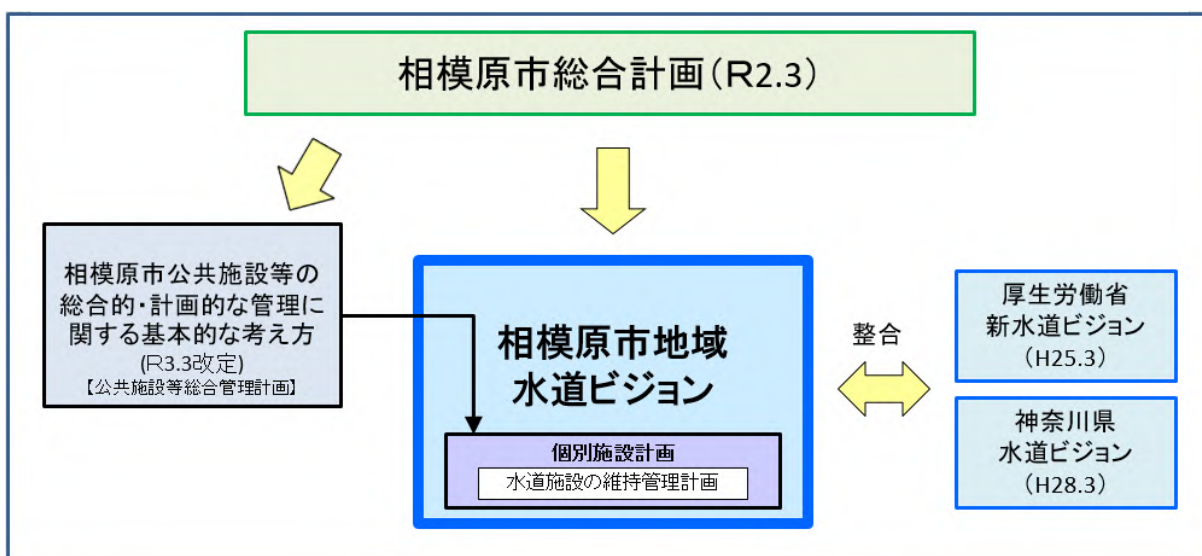 相模原市総合計画（R2.3）
相模原市公共施設等の
総合的・計画的な管理に
関する基本的な考え方
(R3.3改定)
【公共施設等総合管理計画】
相模原市地域
水道ビジョン
個別施設計画
水道施設の維持管理計画
整合
厚生労働省
新水道ビジョン
（H25.3）
神奈川県
水道ビジョン
（H28.3）